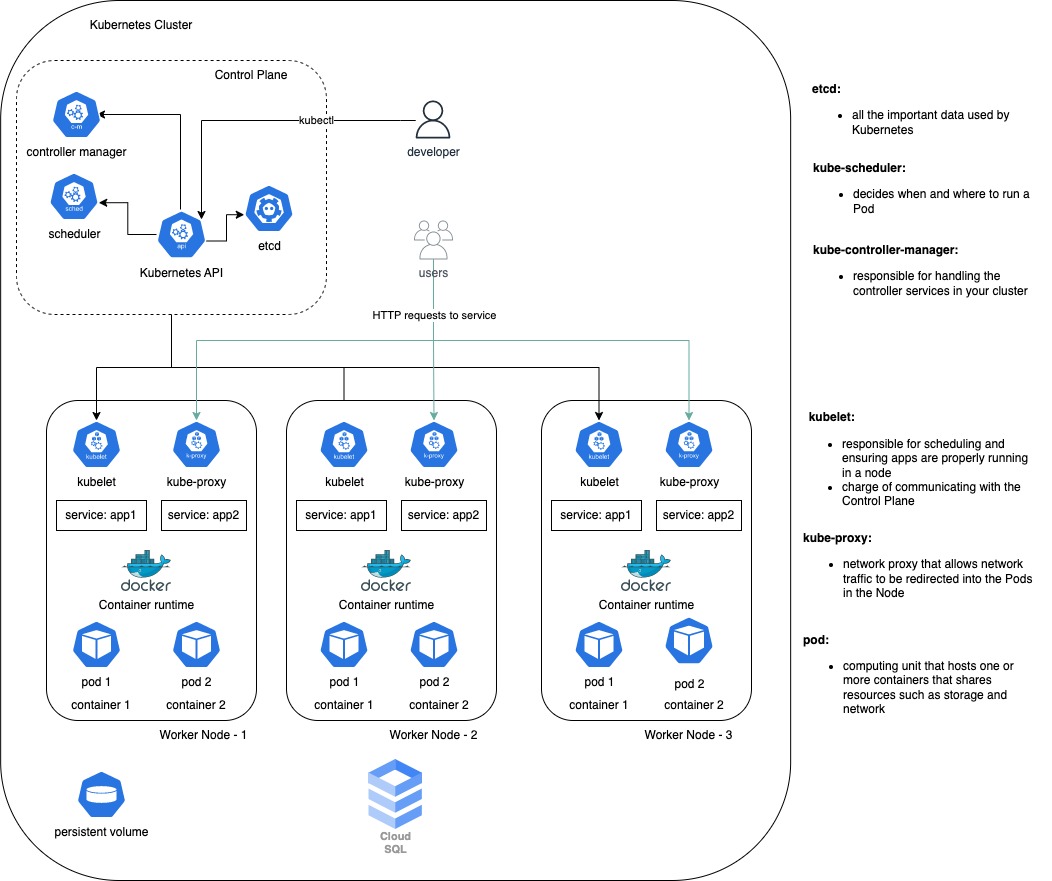 Kubernetes Cluster
Control Plane
c-m
controller manager
kubectl
developer
sched
scheduler
api
Kubernetes API
etcd
users
HTTP requests to service
kubelet
k-proxy
kubelet
k-proxy
kubelet
k-proxy
kubelet
kube-proxy
kubelet
kube-proxy
kubelet
kube-proxy
service: app1
service: app2
service: app1
service: app2
service: app1
service: app2
docker
docker
docker
Container runtime
Container runtime
Container runtime
pod 1
pod 2
pod 1
pod 2
pod 1
pod 2
container 1
container 2
container 1
container 2
container 1
container 2
Worker Node - 1
Worker Node - 2
Worker Node - 3
persistent volume
Cloud
SQL
etcd:
• all the important data used by
Kubernetes
kube-scheduler:
• decides when and where to run a
Pod
kube-controller-manager:
• responsible for handling the
controller services in your cluster
kubelet:
• responsible for scheduling and
ensuring apps are properly running
in a node
• charge of communicating with the
Control Plane
kube-proxy:
• network proxy that allows network
traffic to be redirected into the Pods
in the Node
pod:
• computing unit that hosts one or
more containers that shares
resources such as storage and
network